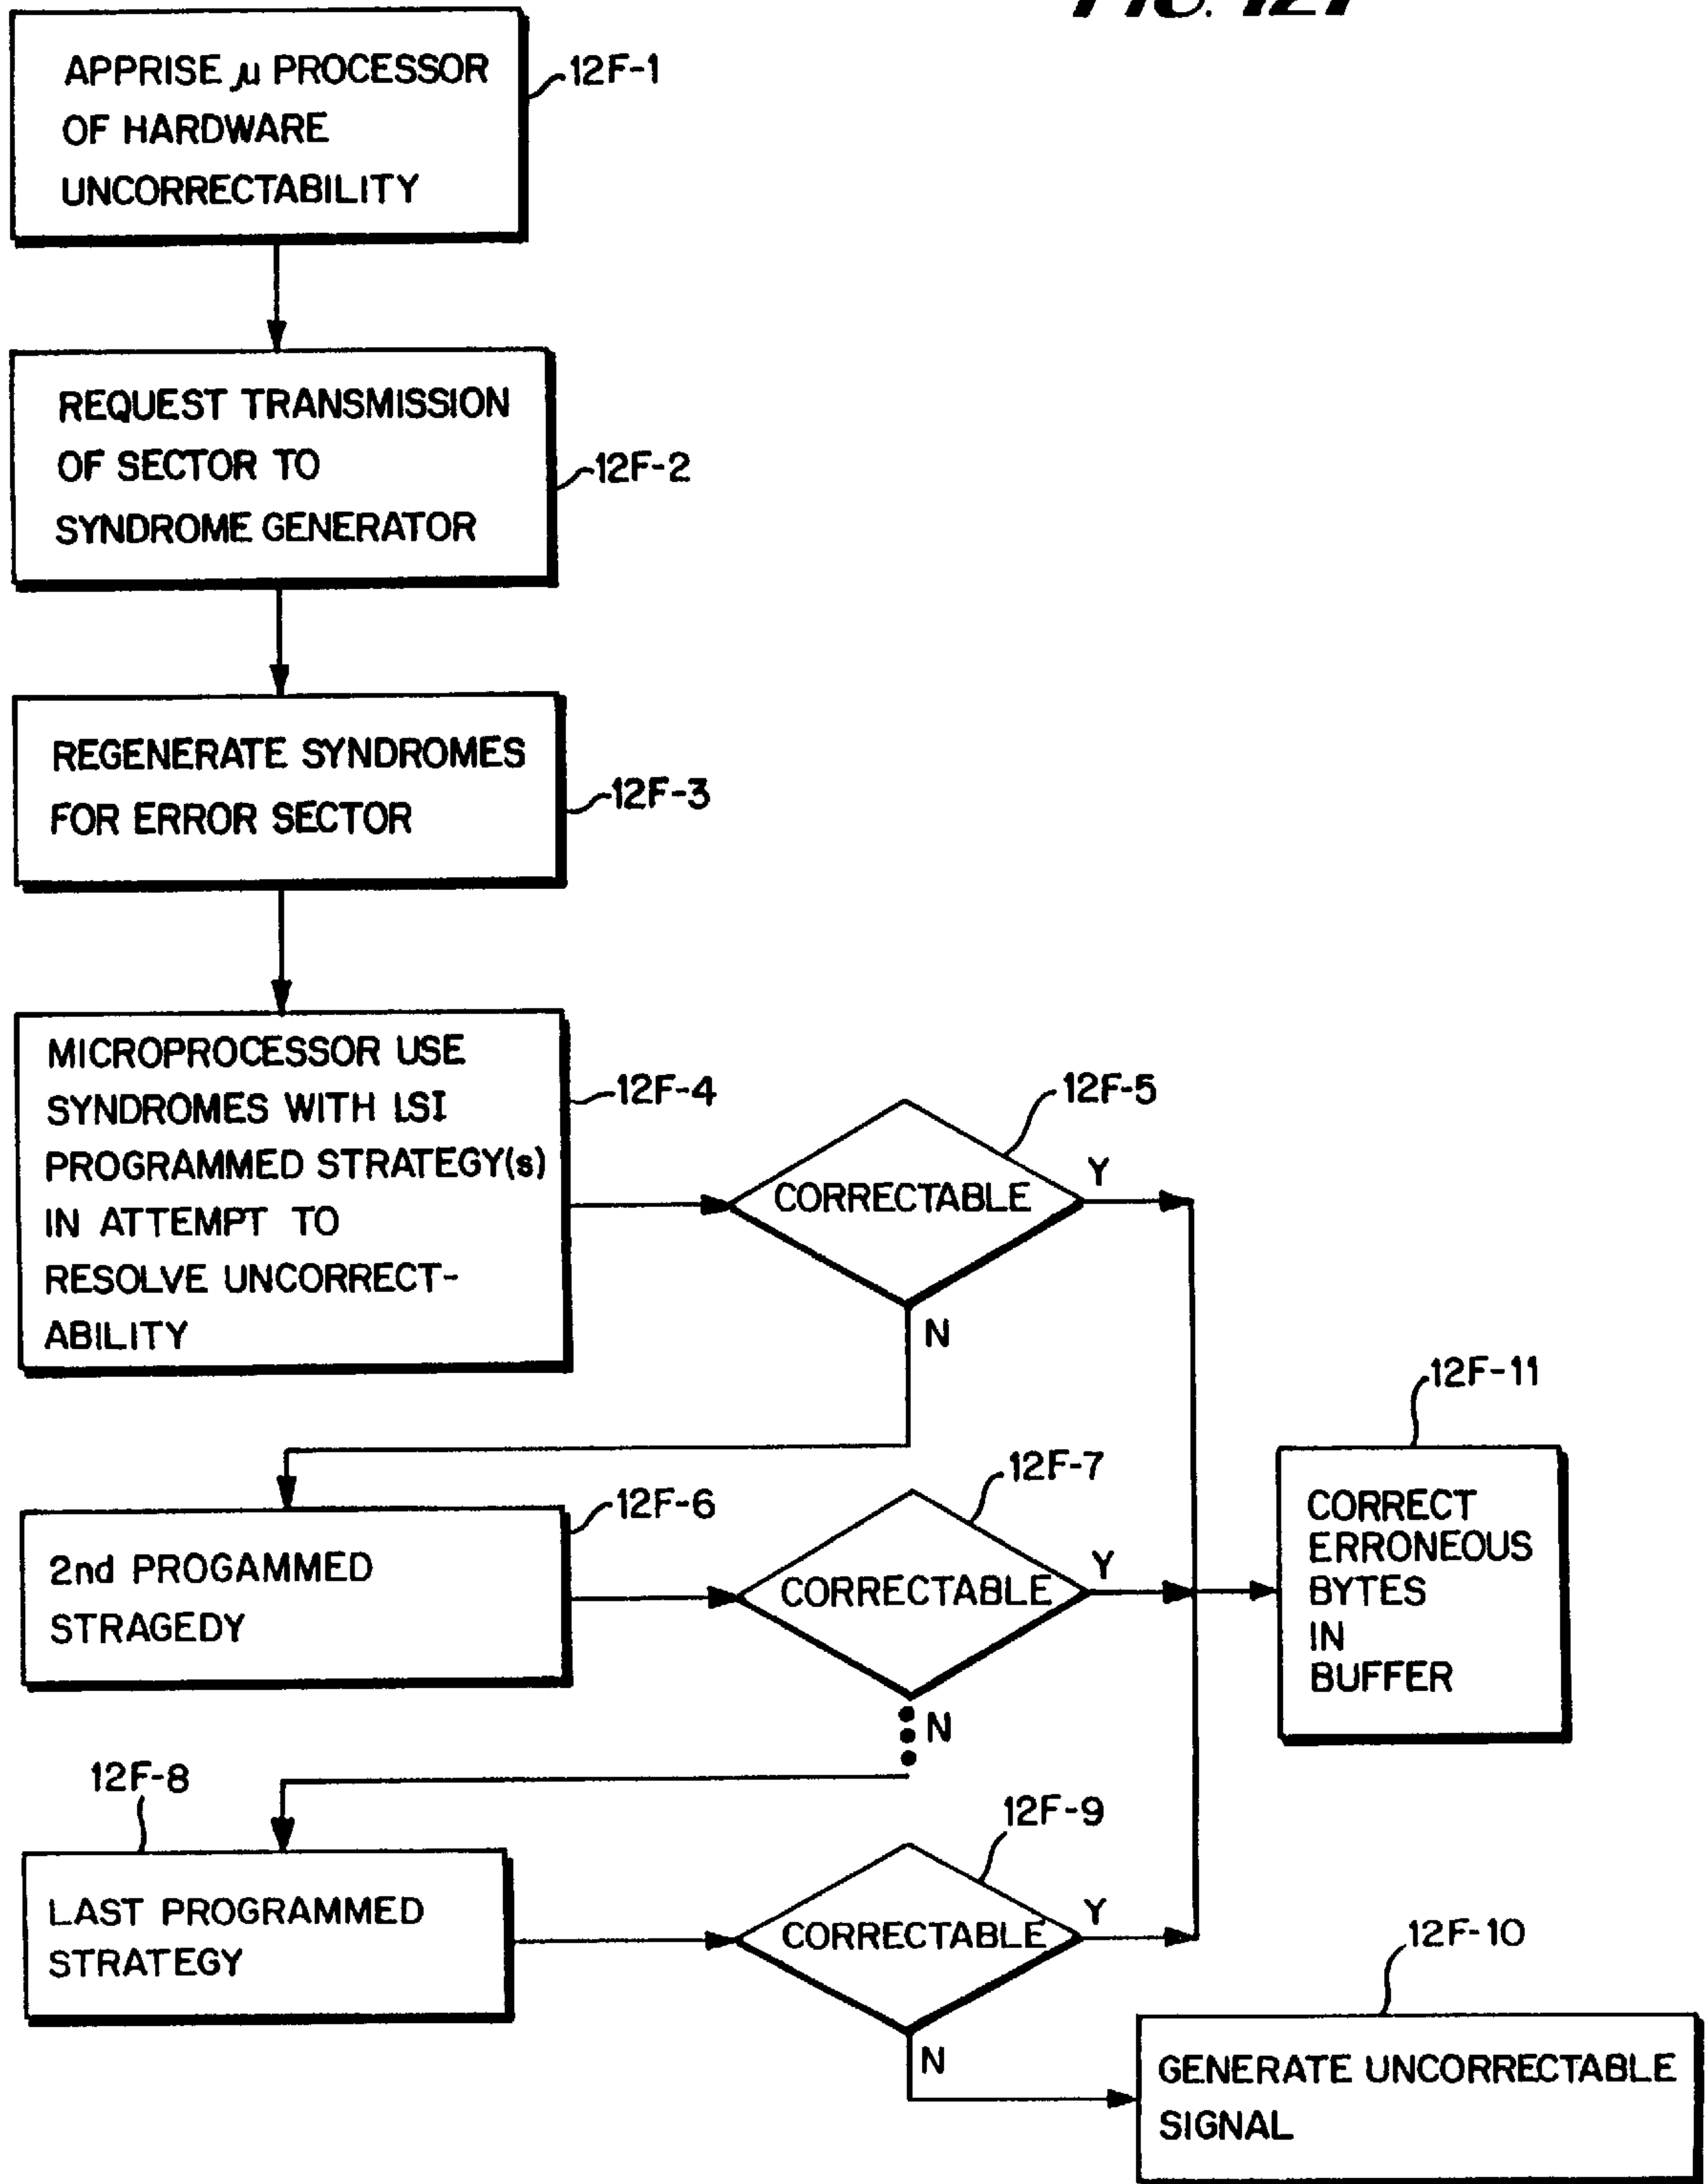 FIG. 12F
APPRISE µ PROCESSOR
OF HARDWARE
UNCORRECTABILITY
12F-1
REQUEST TRANSMISSION
OF SECTOR TO
SYNDROME GENERATOR
12F-2
REGENERATE SYNDROMES
FOR ERROR SECTOR
12F-3
MICROPROCESSOR USE
SYNDROMES WITH LSI
PROGRAMMED STRATEGY(s)
IN ATTEMPT TO
RESOLVE UNCORRECT-
ABILITY
12F-4
12F-5
CORRECTABLE
Y
N
2nd PROGAMMED
STRAGEDY
12F-6
12F-7
CORRECTABLE
Y
N
12F-11
CORRECT
ERRONEOUS
BYTES
IN
BUFFER
12F-8
LAST PROGRAMMED
STRATEGY
12F-9
CORRECTABLE
Y
N
12F-10
GENERATE UNCORRECTABLE
SIGNAL